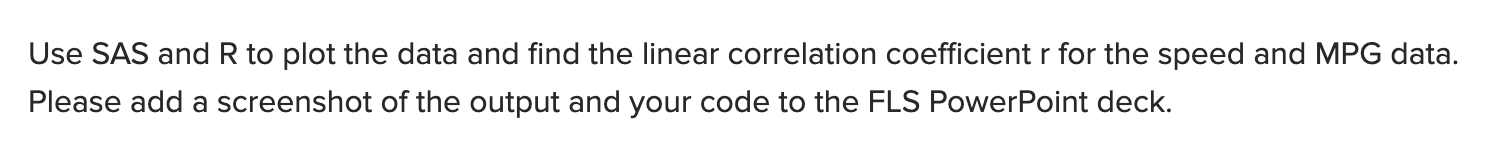 Use SAS and R to plot the data and find the linear correlation coefficient r for the speed and MPG data.
Please add a screenshot of the output and your code to the FLS PowerPoint deck.